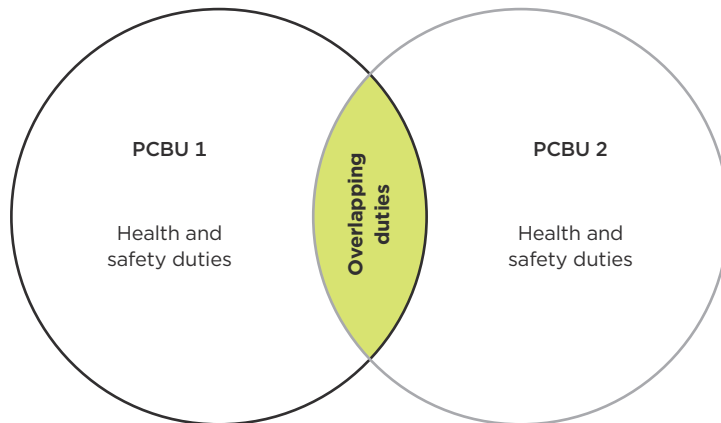 PCBU 1
Health and
safety duties
Overlapping
duties
PCBU 2
Health and
safety duties